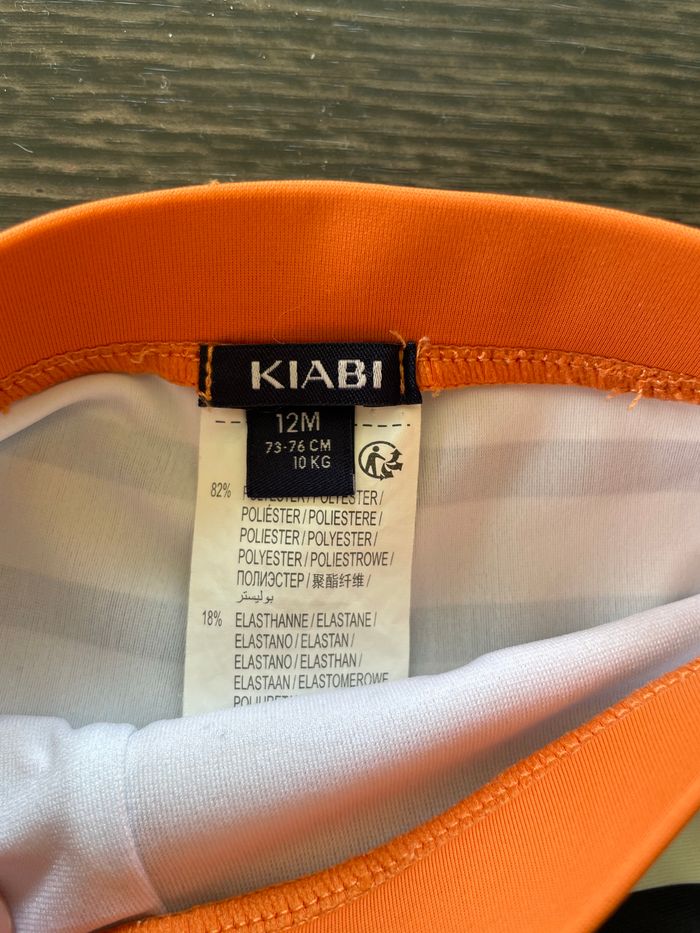 KIABI
12M
73-76 CM
10 KG
82% POLYESTER / POLYESTER /
POLIÉSTER / POLIESTERE /
POLIESTER / POLYESTER /
POLYESTER / POLIESTROWE /
ПОЛИЭСТЕР / 聚酯纤维 /
بوليستر
18% ELASTHANNE / ELASTANE /
ELASTANO / ELASTAN /
ELASTANO / ELASTHAN /
ELASTAAN / ELASTOMEROWE